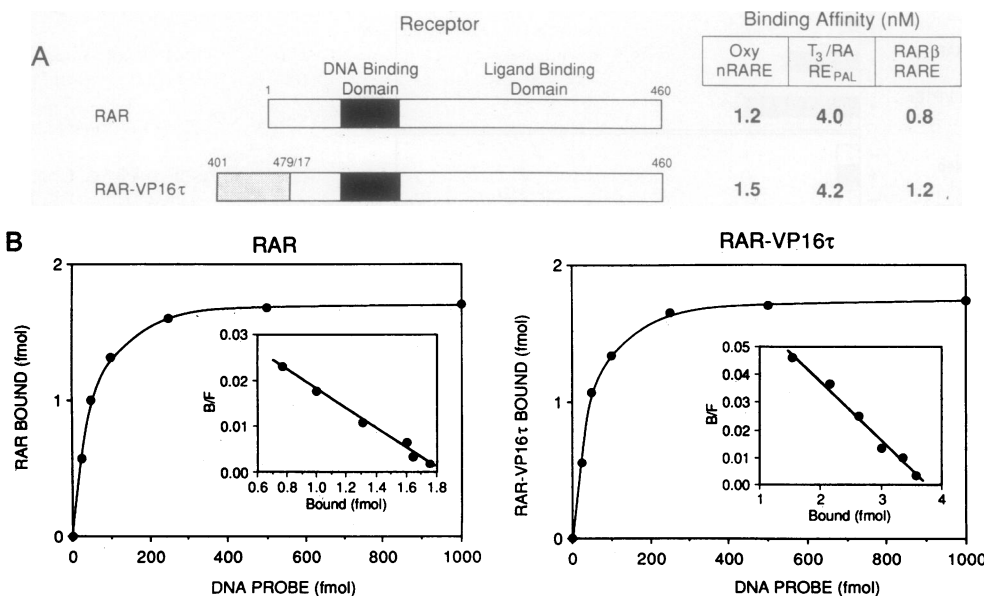 Receptor
Binding Affinity (nM)
A
Oxy nRARE
T3/RA REPAL
RARβ RARE
DNA Binding Domain
Ligand Binding Domain
1
460
RAR
1.2
4.0
0.8
401
479/17
460
RAR-VP16τ
1.5
4.2
1.2
B
RAR
2
1
0
RAR BOUND (fmol)
0 200 400 600 800 1000
DNA PROBE (fmol)
0.03
0.02
0.01
0.00
B/F
0.6 0.8 1.0 1.2 1.4 1.6 1.8
Bound (fmol)
RAR-VP16τ
2
1
0
RAR-VP16τ BOUND (fmol)
0 200 400 600 800 1000
DNA PROBE (fmol)
0.05
0.04
0.03
0.02
0.01
0.00
B/F
1 2 3 4
Bound (fmol)